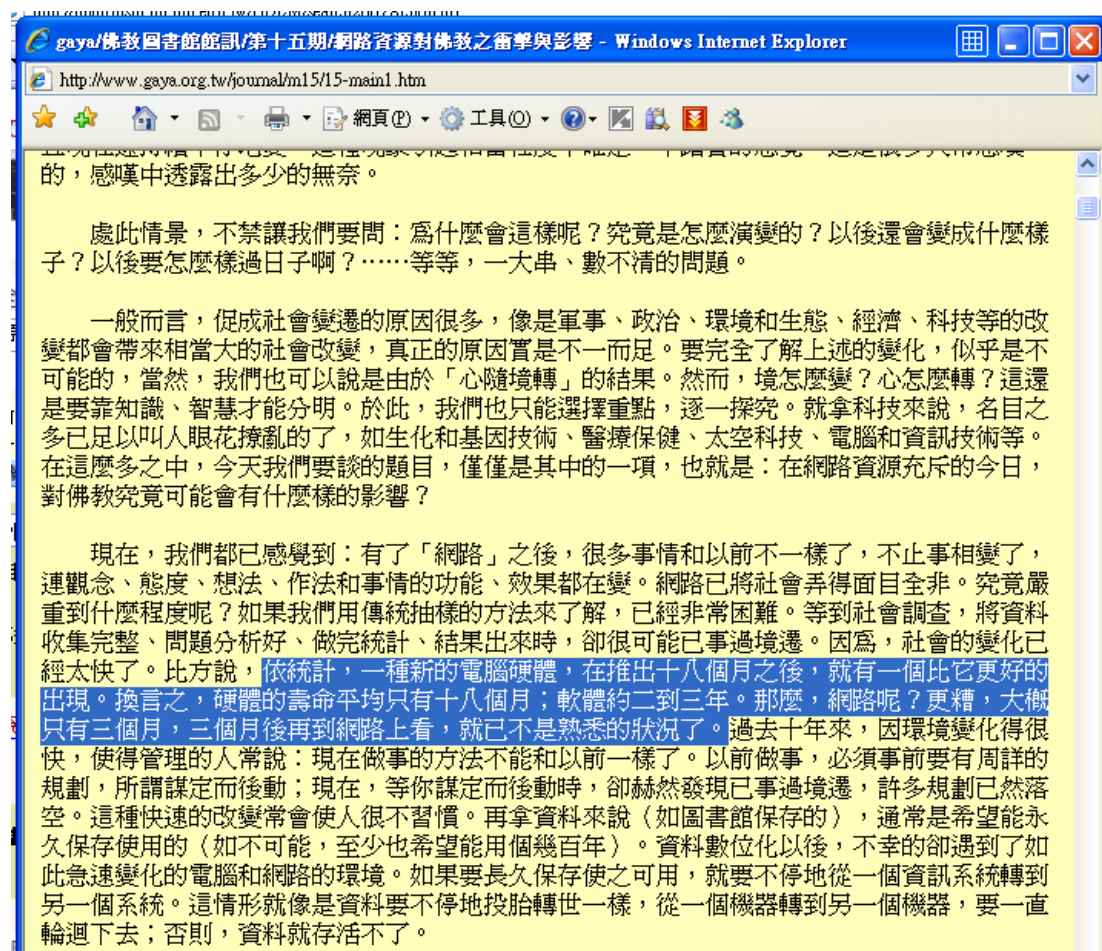 gaya/佛教圖書館館訊/第十五期/網路資源對佛教之衝擊與影響 - Windows Internet Explorer
http://www.gaya.org.tw/journal/m15/15-main1.htm
網頁(P) 工具(O)
的，感嘆中透露出多少的無奈。
處此情景，不禁讓我們要問：為什麼會這樣呢？究竟是怎麼演變的？以後還會變成什麼樣
子？以後要怎麼樣過日子啊？……等等，一大串、數不清的問題。
一般而言，促成社會變遷的原因很多，像是軍事、政治、環境和生態、經濟、科技等的改
變都會帶來相當大的社會改變，真正的原因實是不一而足。要完全了解上述的變化，似乎是不
可能的，當然，我們也可以說是由於「心隨境轉」的結果。然而，境怎麼變？心怎麼轉？這還
是要靠知識、智慧才能分明。於此，我們也只能選擇重點，逐一探究。就拿科技來說，名目之
多已足以叫人眼花撩亂的了，如生化和基因技術、醫療保健、太空科技、電腦和資訊技術等。
在這麼多之中，今天我們要談的題目，僅僅是其中的一項，也就是：在網路資源充斥的今日，
對佛教究竟可能會有什麼樣的影響？
現在，我們都已感覺到：有了「網路」之後，很多事情和以前不一樣了，不止事相變了，
連觀念、態度、想法、作法和事情的功能、效果都在變。網路已將社會弄得面目全非。究竟嚴
重到什麼程度呢？如果我們用傳統抽樣的方法來了解，已經非常困難。等到社會調查，將資料
收集完整、問題分析好、做完統計、結果出來時，卻很可能已事過境遷。因為，社會的變化已
經太快了。比方說，依統計，一種新的電腦硬體，在推出十八個月之後，就有一個比它更好的
出現。換言之，硬體的壽命平均只有十八個月；軟體約二到三年。那麼，網路呢？更糟，大概
只有三個月，三個月後再到網路上看，就已不是熟悉的狀況了。過去十年來，因環境變化得很
快，使得管理的人常說：現在做事的方法不能和以前一樣了。以前做事，必須事前要有周詳的
規劃，所謂謀定而後動；現在，等你謀定而後動時，卻赫然發現已事過境遷，許多規劃已然落
空。這種快速的改變常會使人很不習慣。再拿資料來說（如圖書館保存的），通常是希望能永
久保存使用的（如不可能，至少也希望能用個幾百年）。資料數位化以後，不幸的卻遇到了如
此急速變化的電腦和網路的環境。如果要長久保存使之可用，就要不停地從一個資訊系統轉到
另一個系統。這情形就像是資料要不停地投胎轉世一樣，從一個機器轉到另一個機器，要一直
輪迴下去；否則，資料就存活不了。